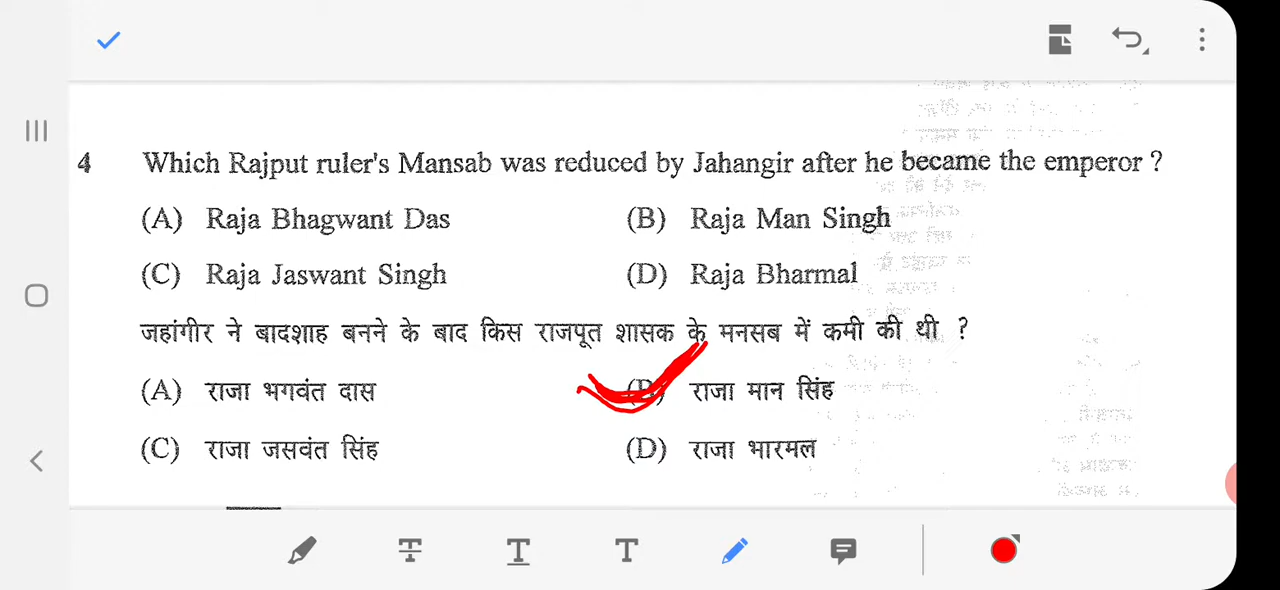 4 Which Rajput ruler's Mansab was reduced by Jahangir after he became the emperor ?
(A) Raja Bhagwant Das (B) Raja Man Singh
(C) Raja Jaswant Singh (D) Raja Bharmal
जहांगीर ने बादशाह बनने के बाद किस राजपूत शासक के मनसब में कमी की थी ?
(A) राजा भगवंत दास (B) राजा मान सिंह
(C) राजा जसवंत सिंह (D) राजा भारमल